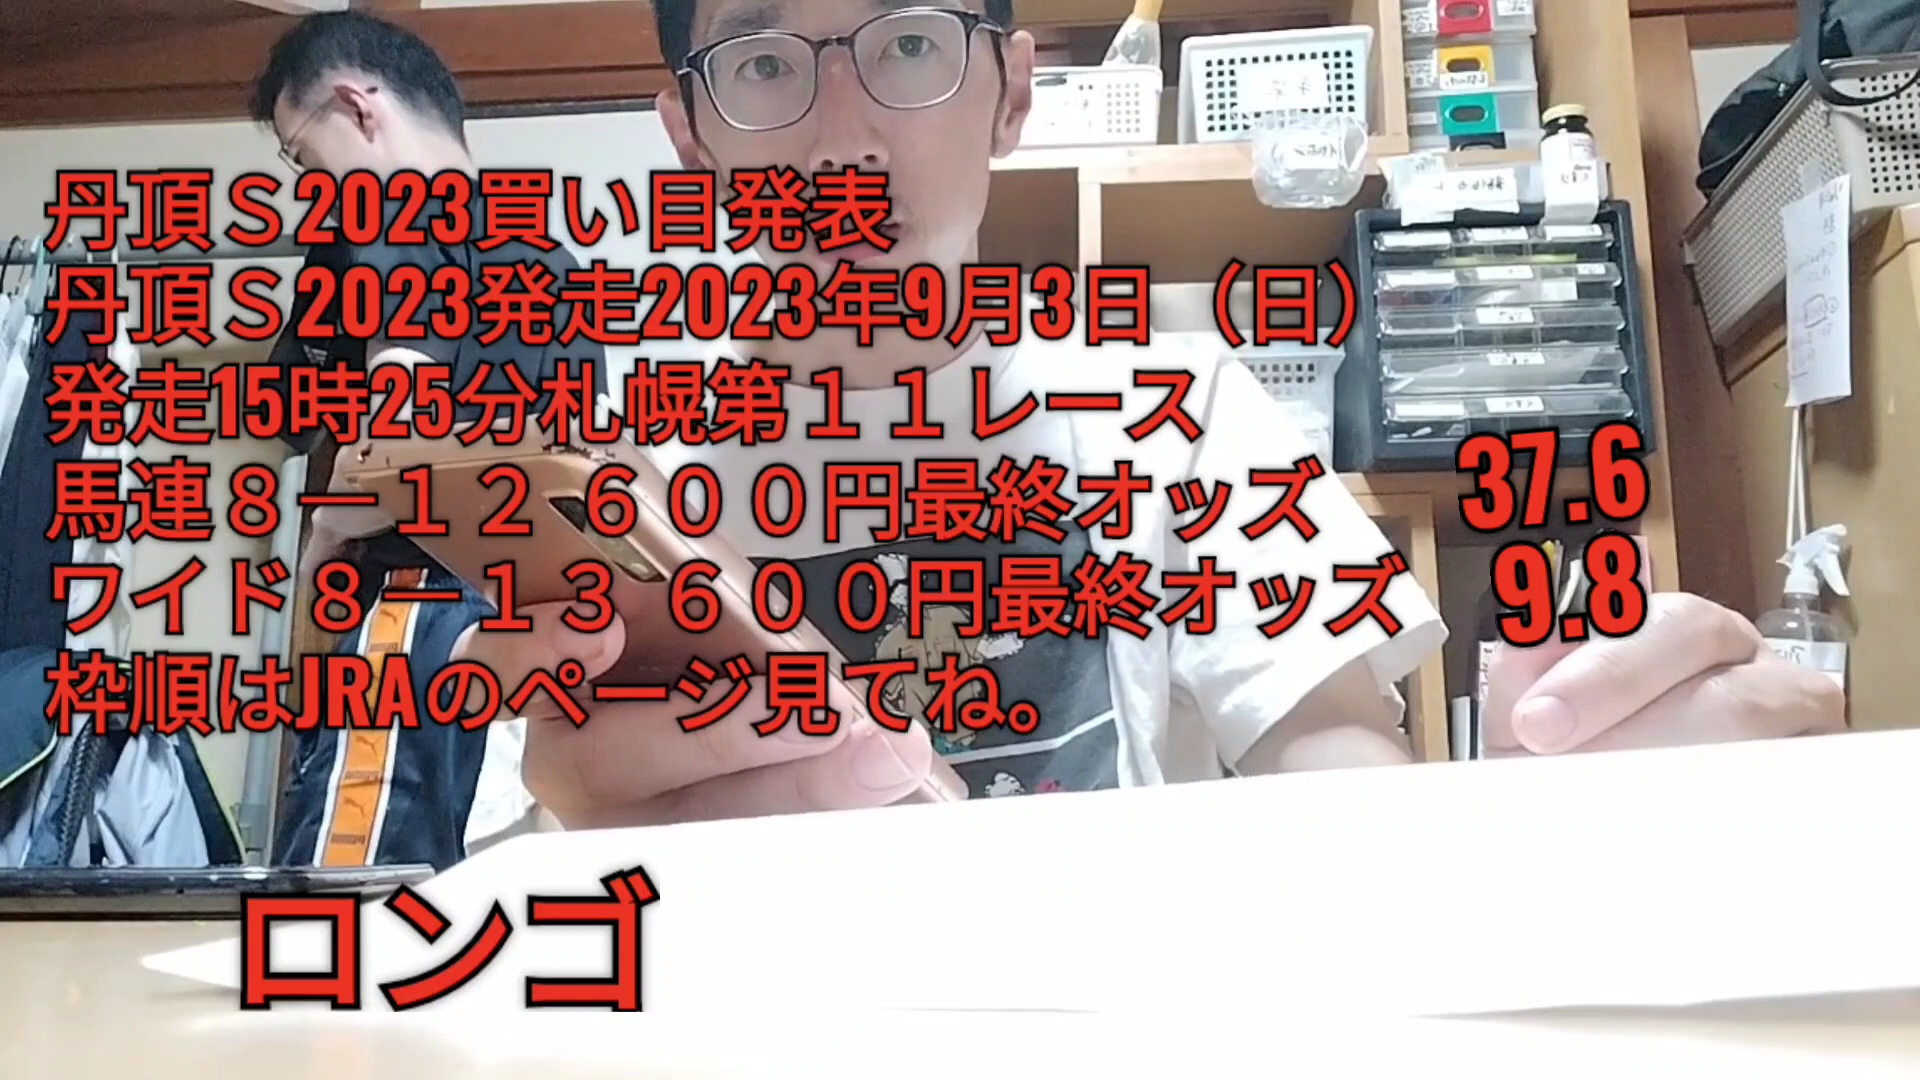 丹頂Ｓ2023買い目発表
丹頂Ｓ2023発走2023年9月3日（日）
発走15時25分札幌第１１レース
馬連８－１２ ６００円最終オッズ 37.6
ワイド８－１３ ６００円最終オッズ 9.8
枠順はJRAのページ見てね。
ロンゴ